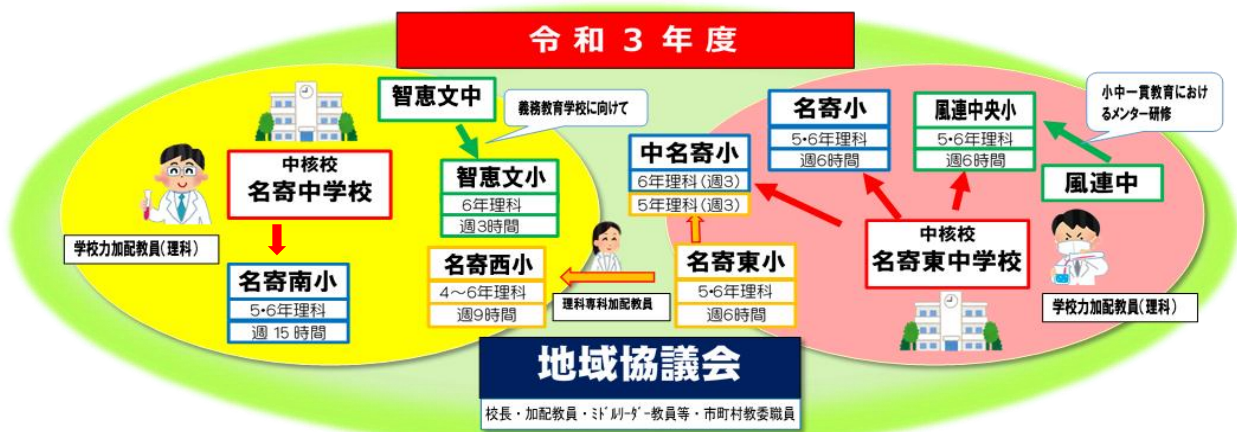 令和3年度
智恵文中
義務教育学校に向けて
智恵文小
6年理科
週3時間
中核校
名寄中学校
学校力加配教員(理科)
名寄南小
5・6年理科
週15時間
名寄西小
4～6年理科
週9時間
理科専科加配教員
中名寄小
6年理科(週3)
5年理科(週3)
名寄東小
5・6年理科
週6時間
名寄小
5・6年理科
週6時間
風連中央小
5・6年理科
週6時間
小中一貫教育におけ
るメンター研修
風連中
中核校
名寄東中学校
学校力加配教員(理科)
地域協議会
校長・加配教員・ﾐﾄﾞﾙﾘｰﾀﾞｰ教員等・市町村教委職員